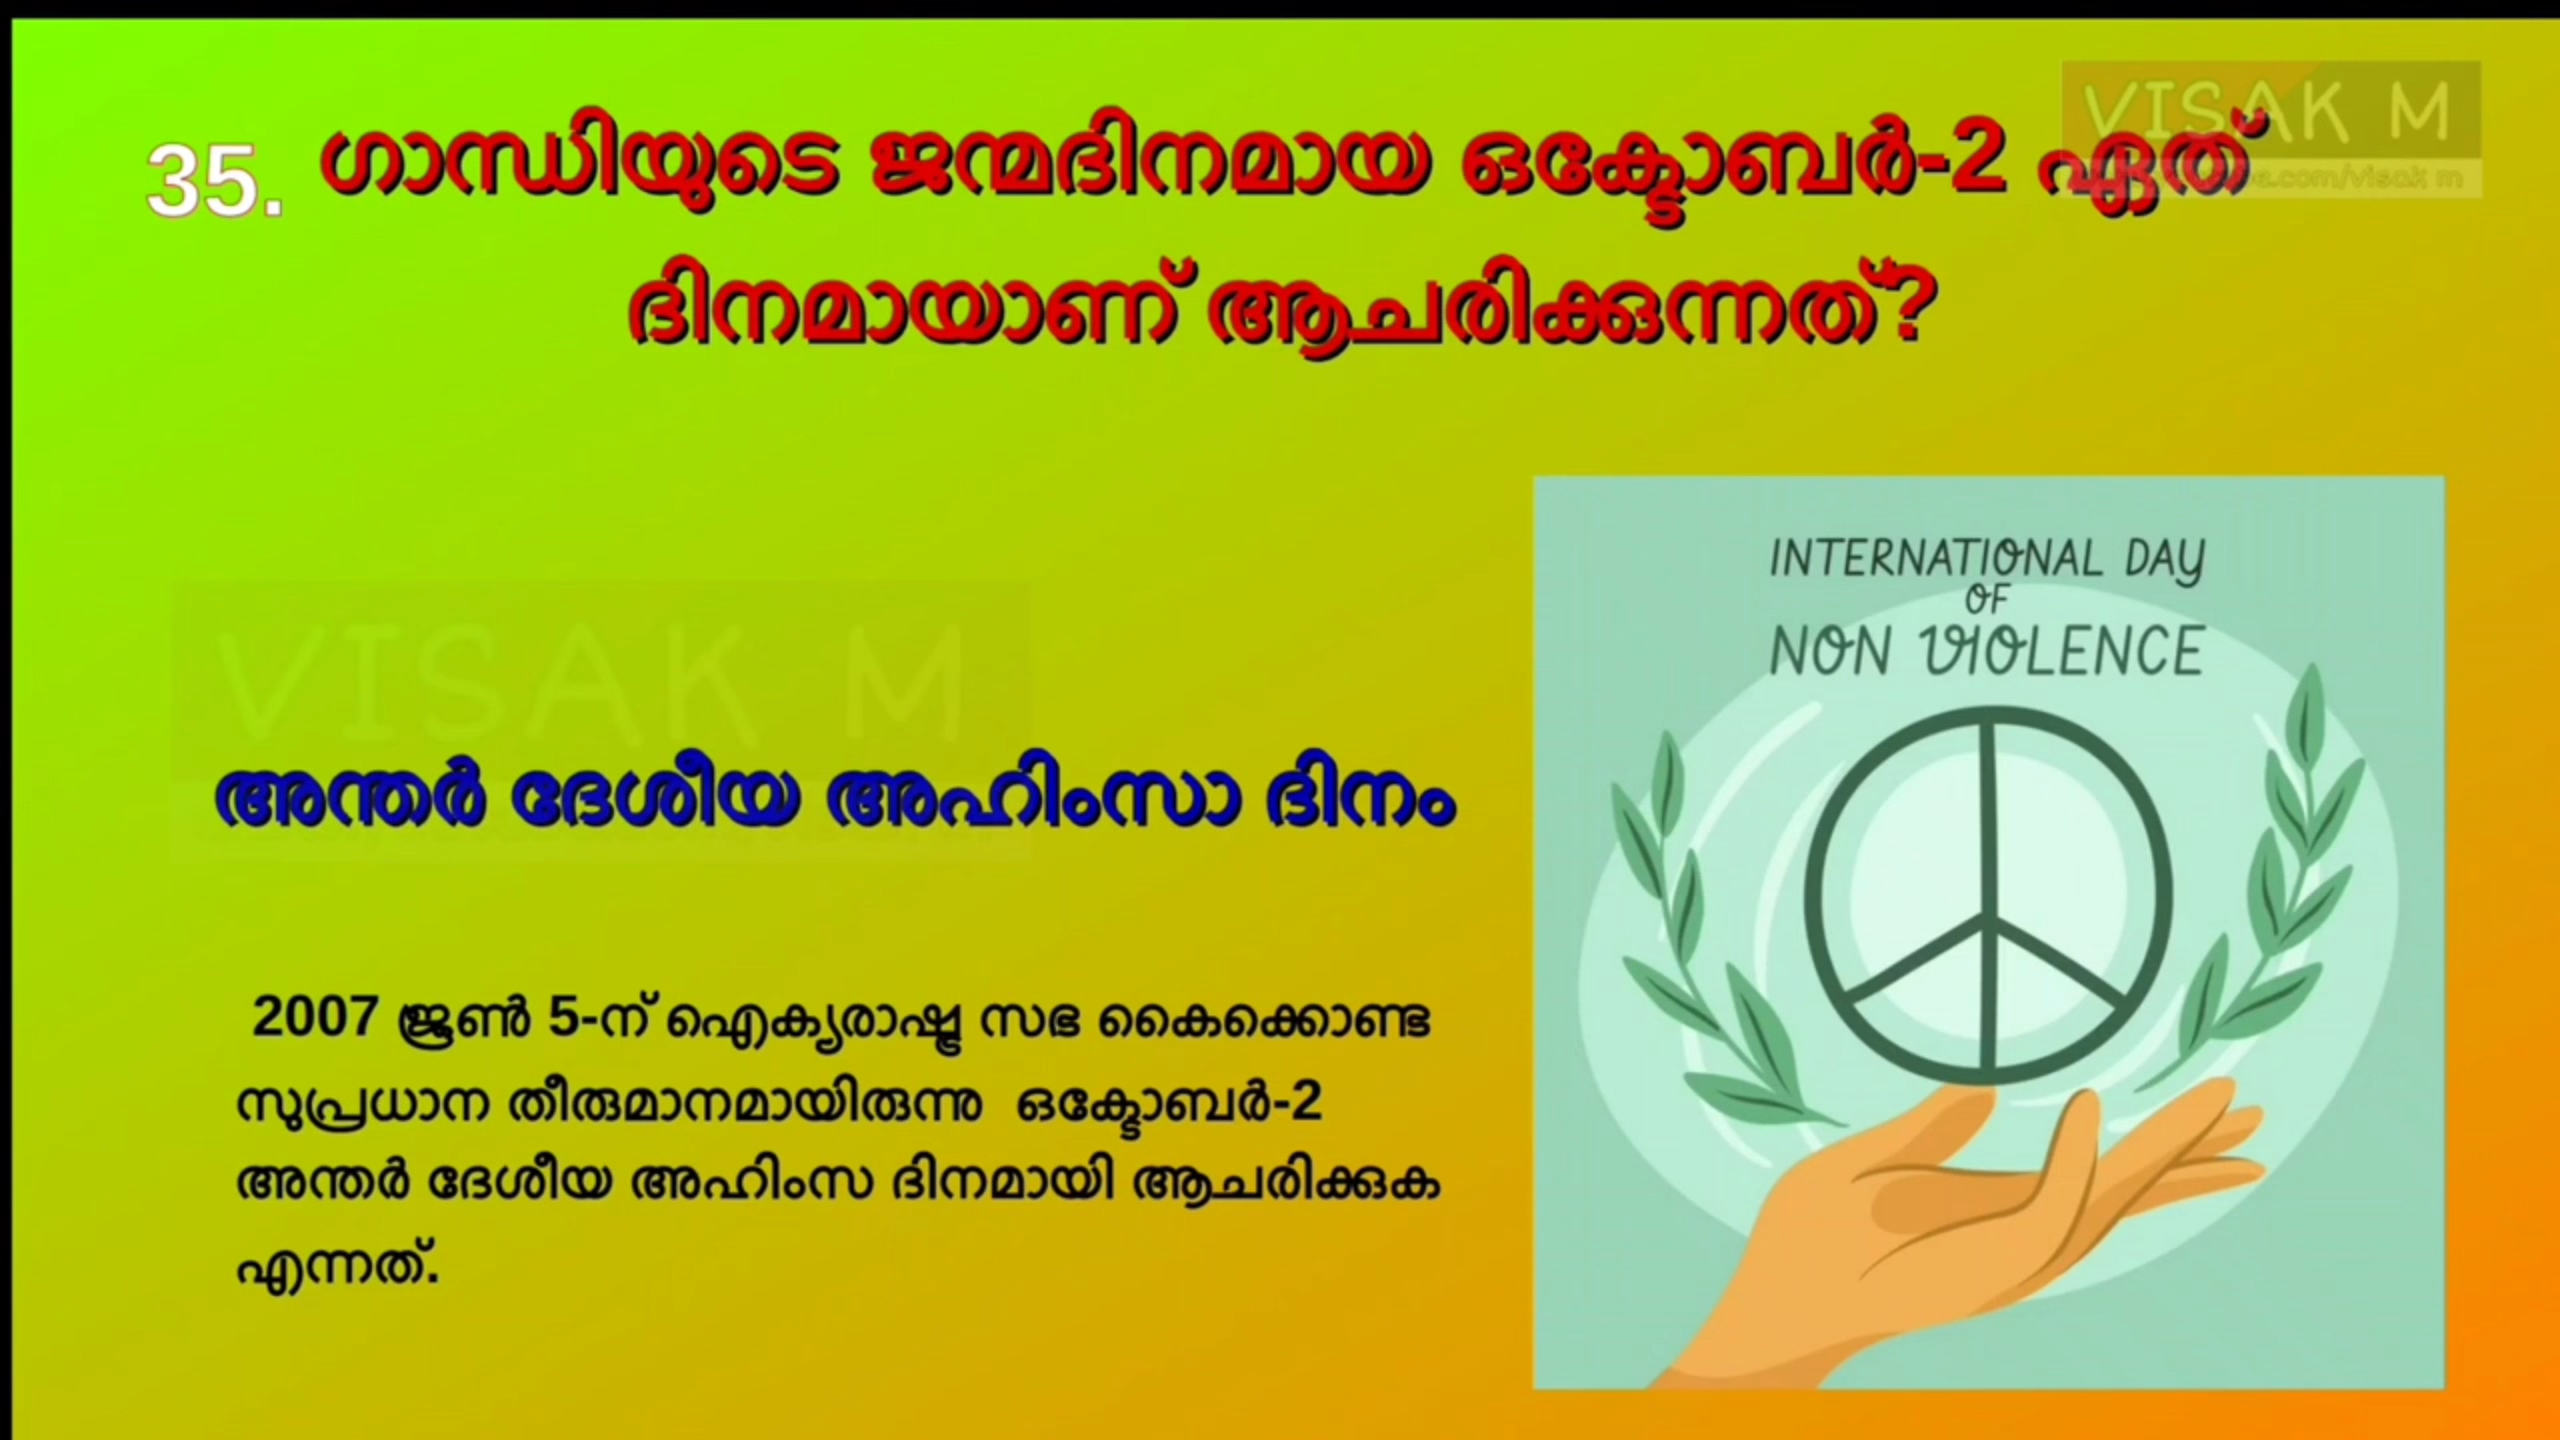 VISAK M
35. ഗാന്ധിയുടെ ജന്മദിനമായ ഒക്ടോബർ-2 ഏത്
ദിനമായാണ് ആചരിക്കുന്നത്?
INTERNATIONAL DAY
OF
NON VIOLENCE
VISAK M
അന്തർ ദേശീയ അഹിംസാ ദിനം
2007 ജൂൺ 5-ന് ഐക്യരാഷ്ട്ര സഭ കൈക്കൊണ്ട
സുപ്രധാന തീരുമാനമായിരുന്നു ഒക്ടോബർ-2
അന്തർ ദേശീയ അഹിംസ ദിനമായി ആചരിക്കുക
എന്നത്.